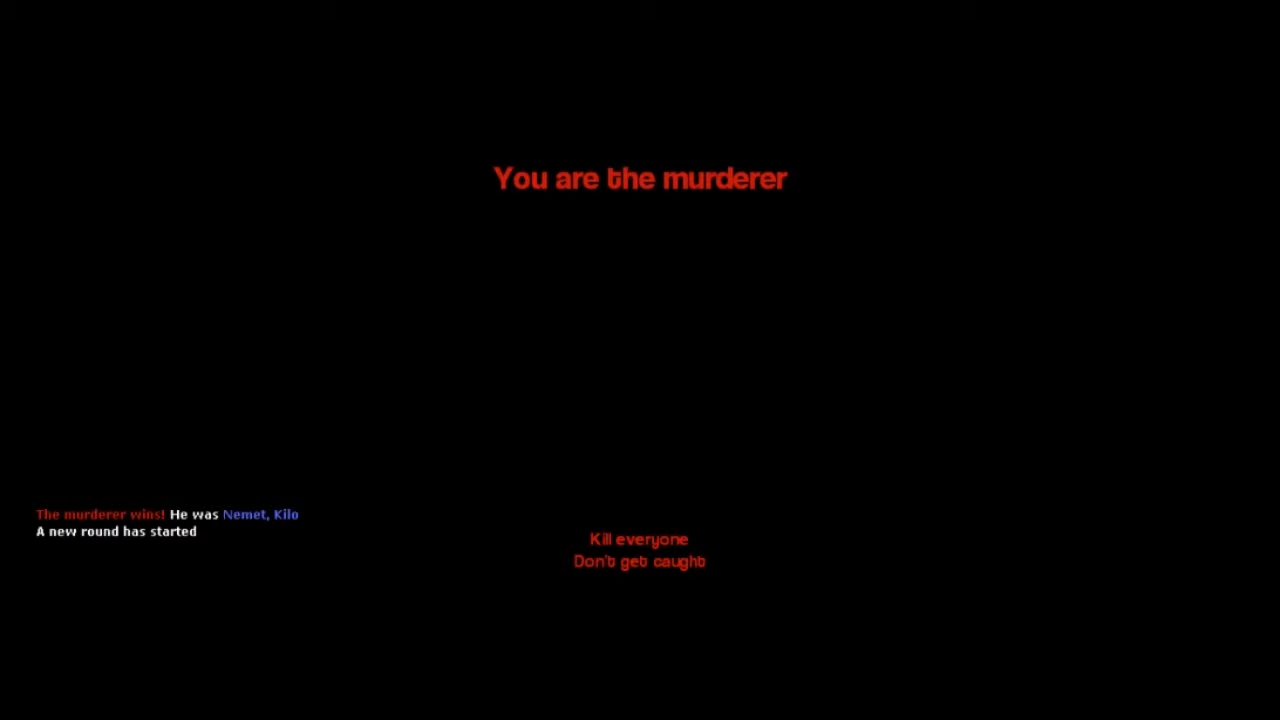 You are the murderer
The murderer wins! He was Nemet, Kilo
A new round has started
Kill everyone
Don't get caught